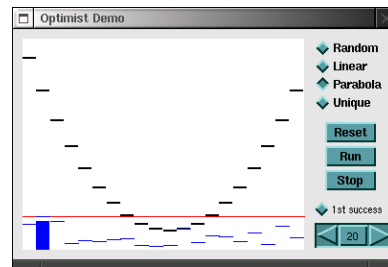 Optimist Demo
Random
Linear
Parabola
Unique
Reset
Run
Stop
1st success
20